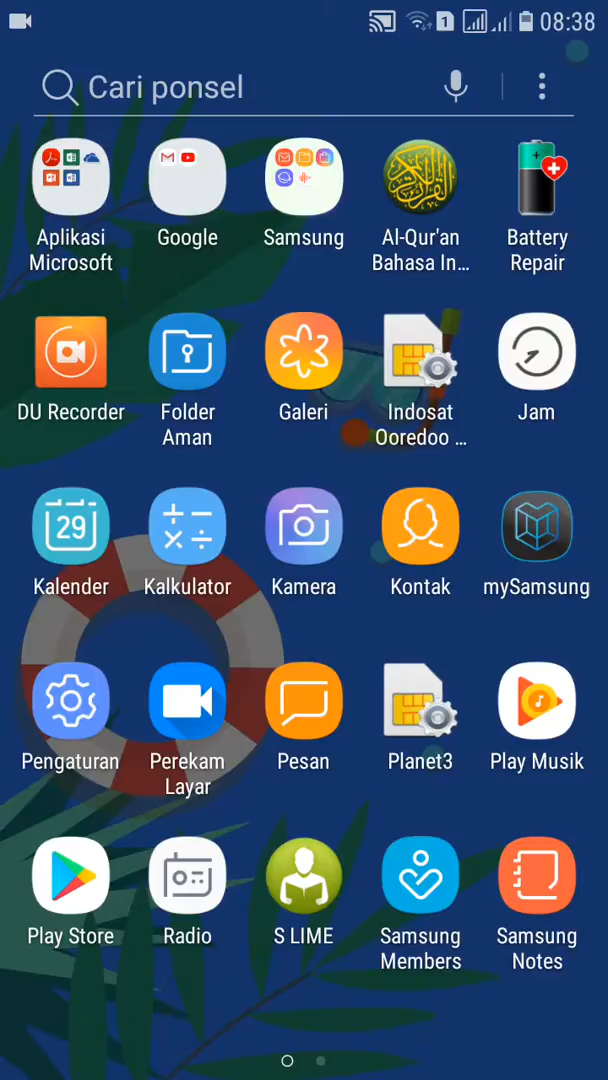 1
08:38
Cari ponsel
Aplikasi
Microsoft
Google
Samsung
Al-Qur'an
Bahasa In...
Battery
Repair
DU Recorder
Folder
Aman
Galeri
Indosat
Ooredoo ...
Jam
29
Kalender
Kalkulator
Kamera
Kontak
mySamsung
Pengaturan
Perekam
Layar
Pesan
Planet3
Play Musik
Play Store
Radio
S LIME
Samsung
Members
Samsung
Notes